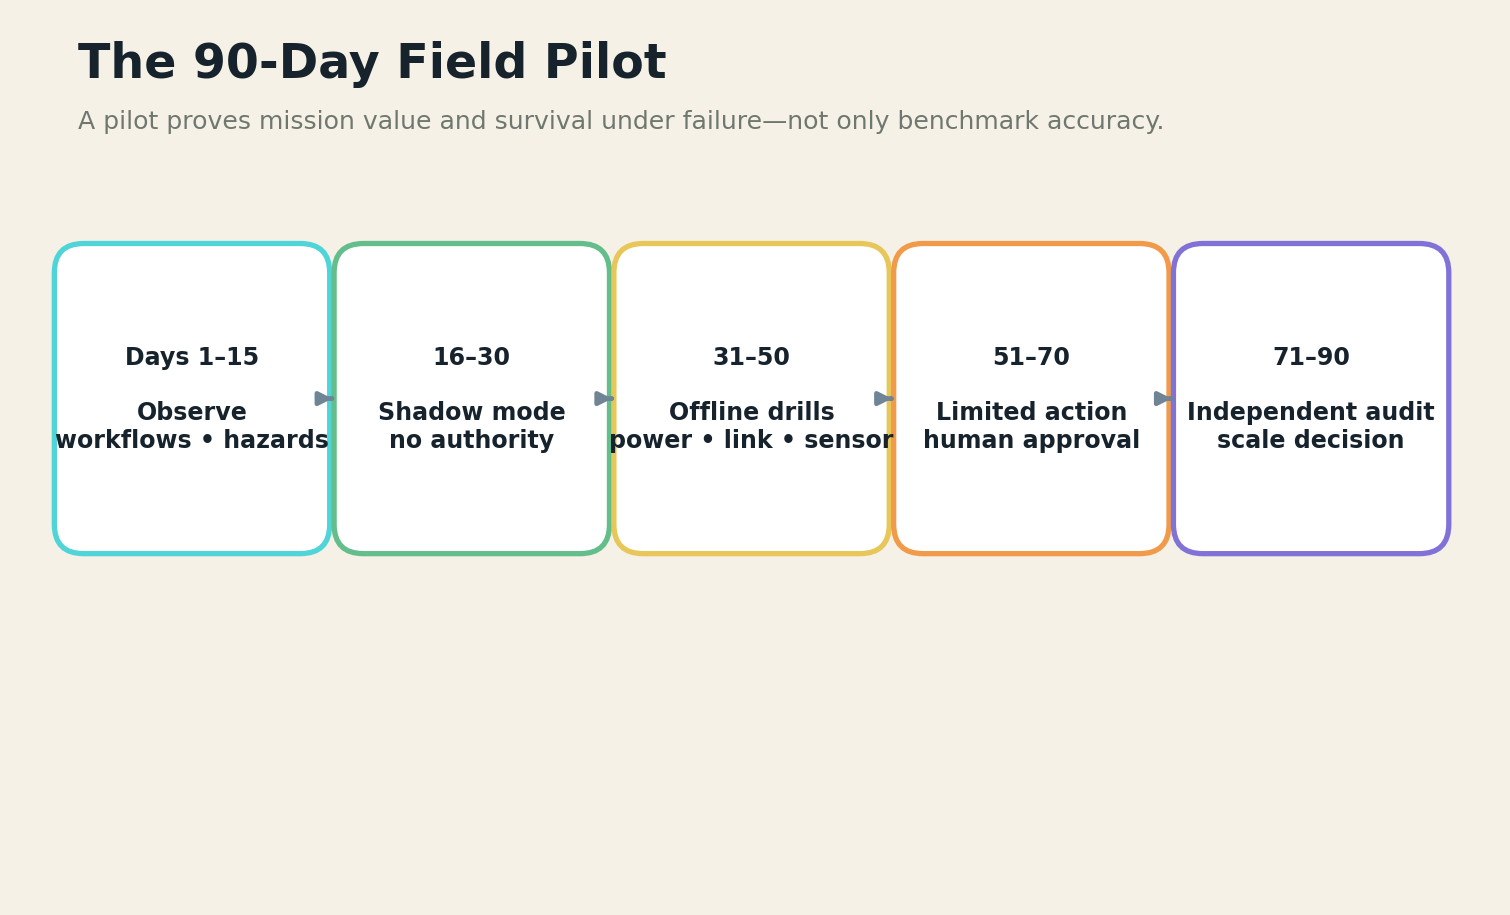 The 90-Day Field Pilot
A pilot proves mission value and survival under failure—not only benchmark accuracy.
Days 1–15
Observe
workflows • hazards
16–30
Shadow mode
no authority
31–50
Offline drills
power • link • sensor
51–70
Limited action
human approval
71–90
Independent audit
scale decision